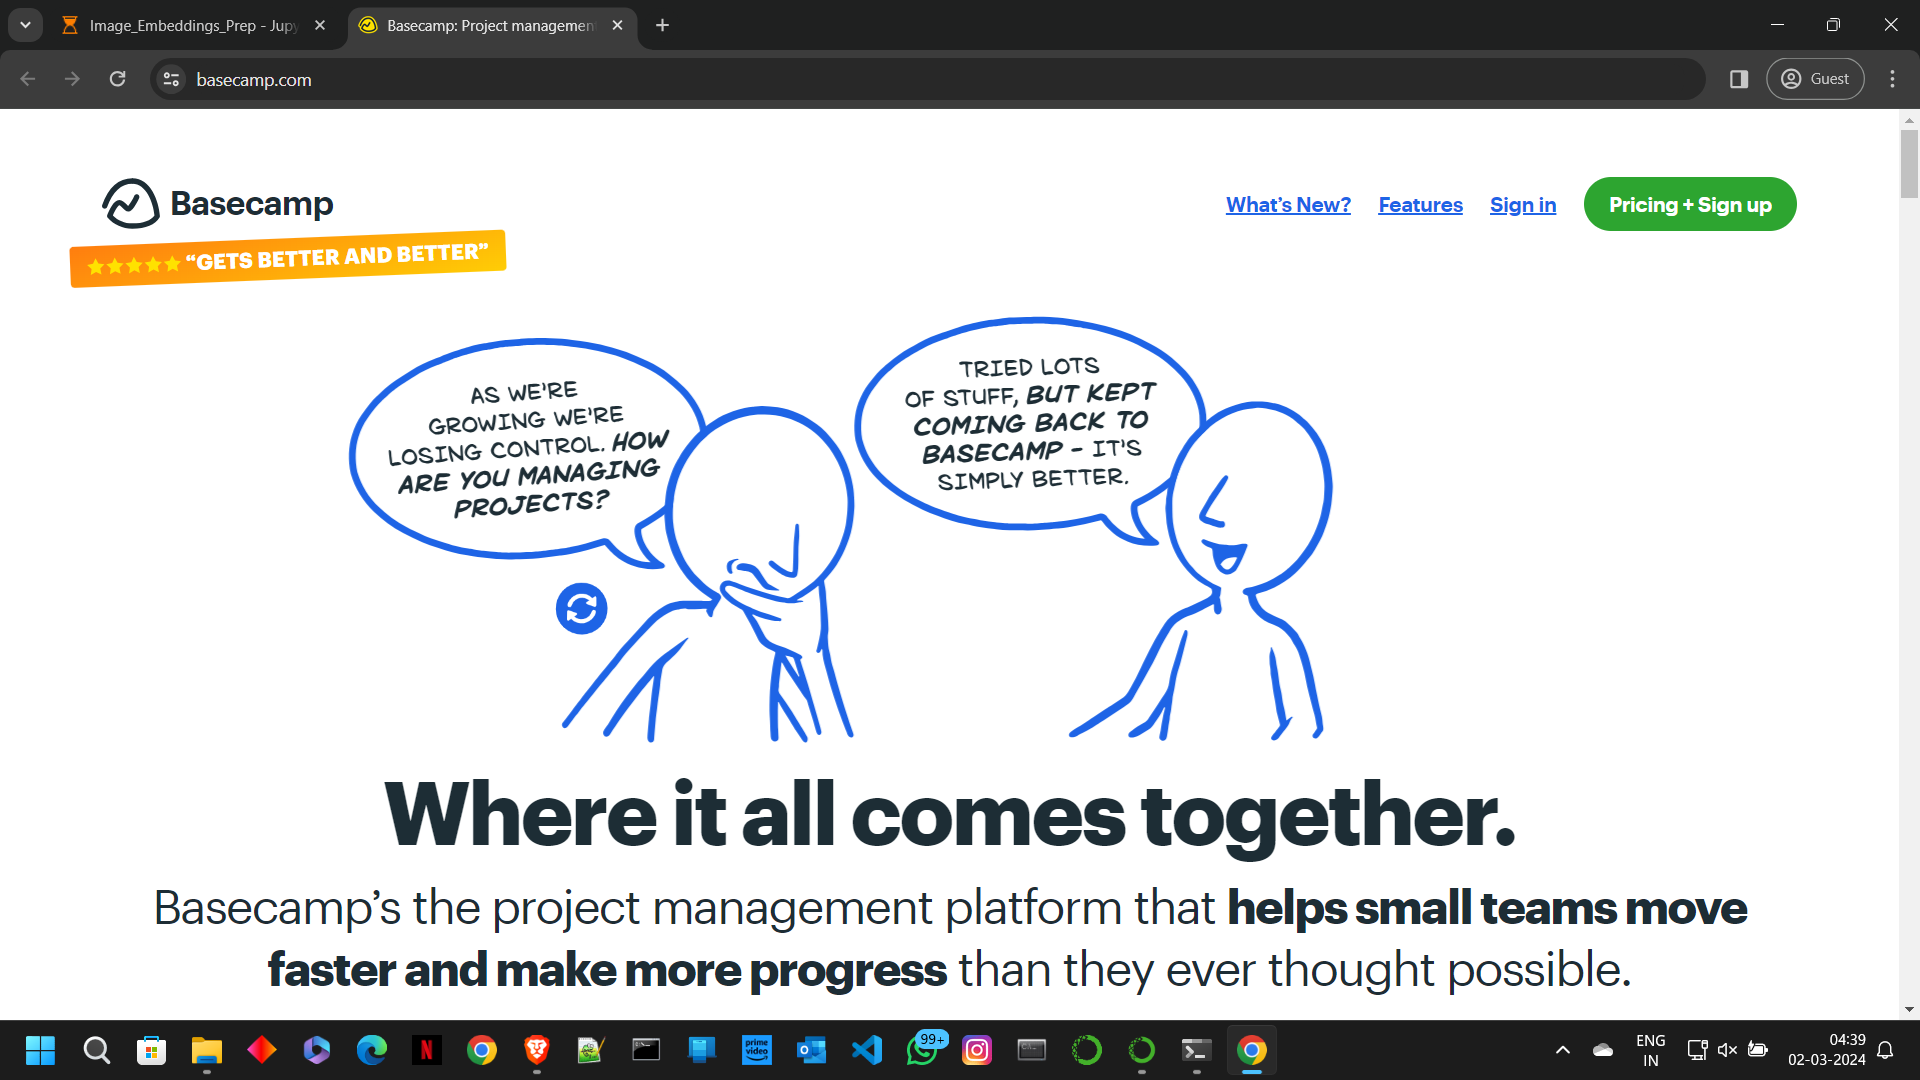 Image_Embeddings_Prep - Jupy
Basecamp: Project managemen
basecamp.com
Guest
Basecamp
What's New?
Features
Sign in
Pricing + Sign up
“GETS BETTER AND BETTER”
AS WE'RE
GROWING WE'RE
LOSING CONTROL. HOW
ARE YOU MANAGING
PROJECTS?
TRIED LOTS
OF STUFF, BUT KEPT
COMING BACK TO
BASECAMP - IT'S
SIMPLY BETTER.
Where it all comes together.
Basecamp’s the project management platform that helps small teams move
faster and make more progress than they ever thought possible.
99+
prime
video
ENG
IN
04:39
02-03-2024